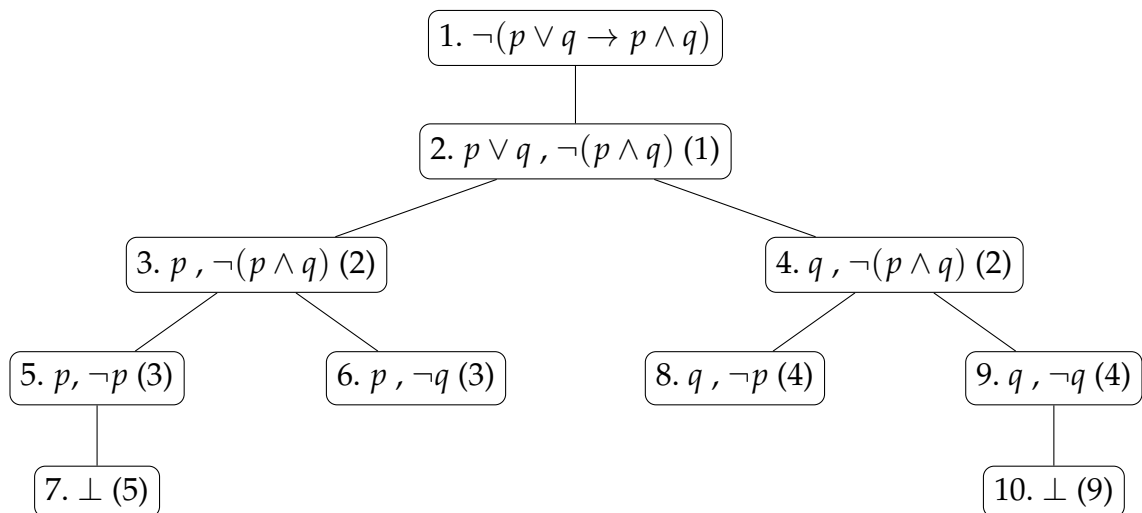 1. ¬(p ∨ q → p ∧ q)
2. p ∨ q , ¬(p ∧ q) (1)
3. p , ¬(p ∧ q) (2)
4. q , ¬(p ∧ q) (2)
5. p, ¬p (3)
6. p , ¬q (3)
8. q , ¬p (4)
9. q , ¬q (4)
7. ⊥ (5)
10. ⊥ (9)